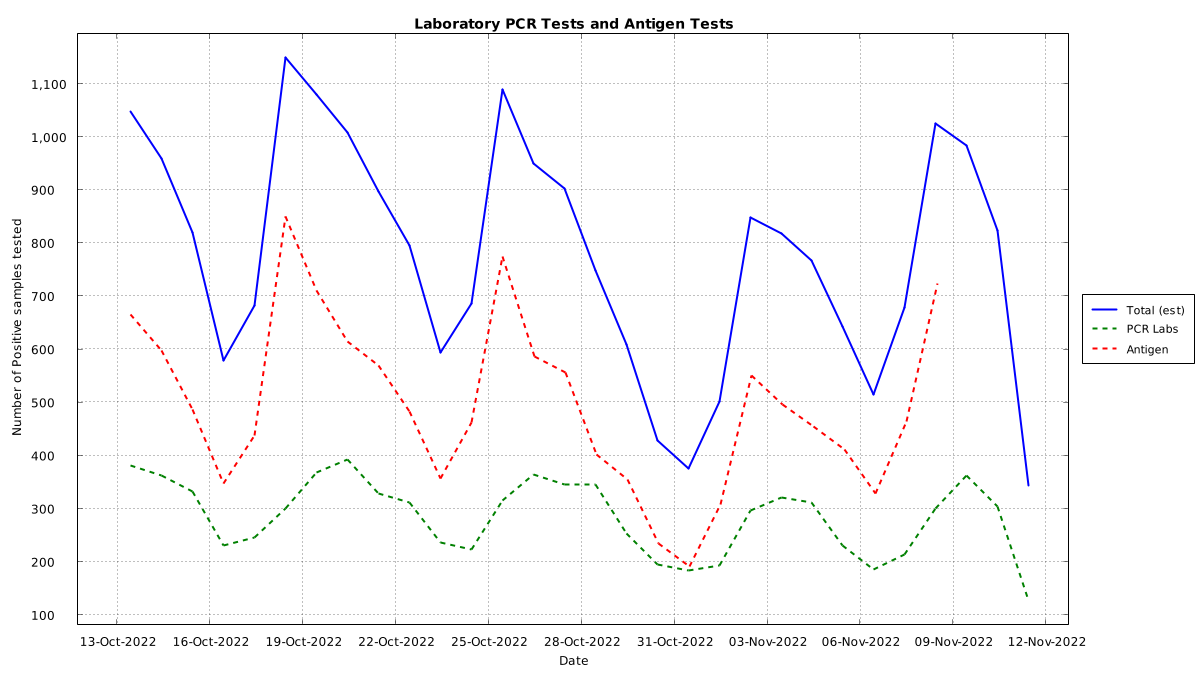 Laboratory PCR Tests and Antigen Tests
1,100
1,000
900
800
700
600
500
400
300
200
100
Number of Positive samples tested
13-Oct-2022 16-Oct-2022 19-Oct-2022 22-Oct-2022 25-Oct-2022 28-Oct-2022 31-Oct-2022 03-Nov-2022 06-Nov-2022 09-Nov-2022 12-Nov-2022
Date
Total (est)
PCR Labs
Antigen